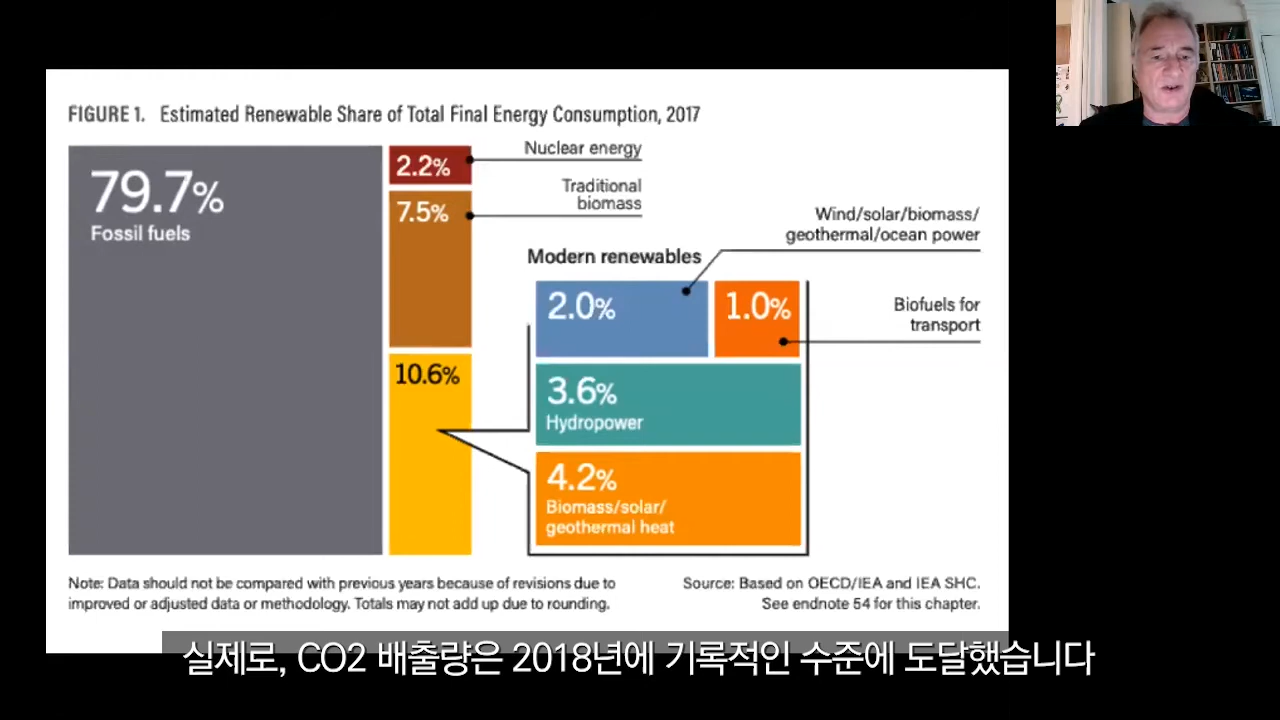 FIGURE 1. Estimated Renewable Share of Total Final Energy Consumption, 2017
79.7%
Fossil fuels
2.2%
Nuclear energy
7.5%
Traditional
biomass
10.6%
Modern renewables
Wind/solar/biomass/
geothermal/ocean power
2.0%
1.0%
Biofuels for
transport
3.6%
Hydropower
4.2%
Biomass/solar/
geothermal heat
Note: Data should not be compared with previous years because of revisions due to
improved or adjusted data or methodology. Totals may not add up due to rounding.
Source: Based on OECD/IEA and IEA SHC.
See endnote 54 for this chapter.
실제로, CO2 배출량은 2018년에 기록적인 수준에 도달했습니다